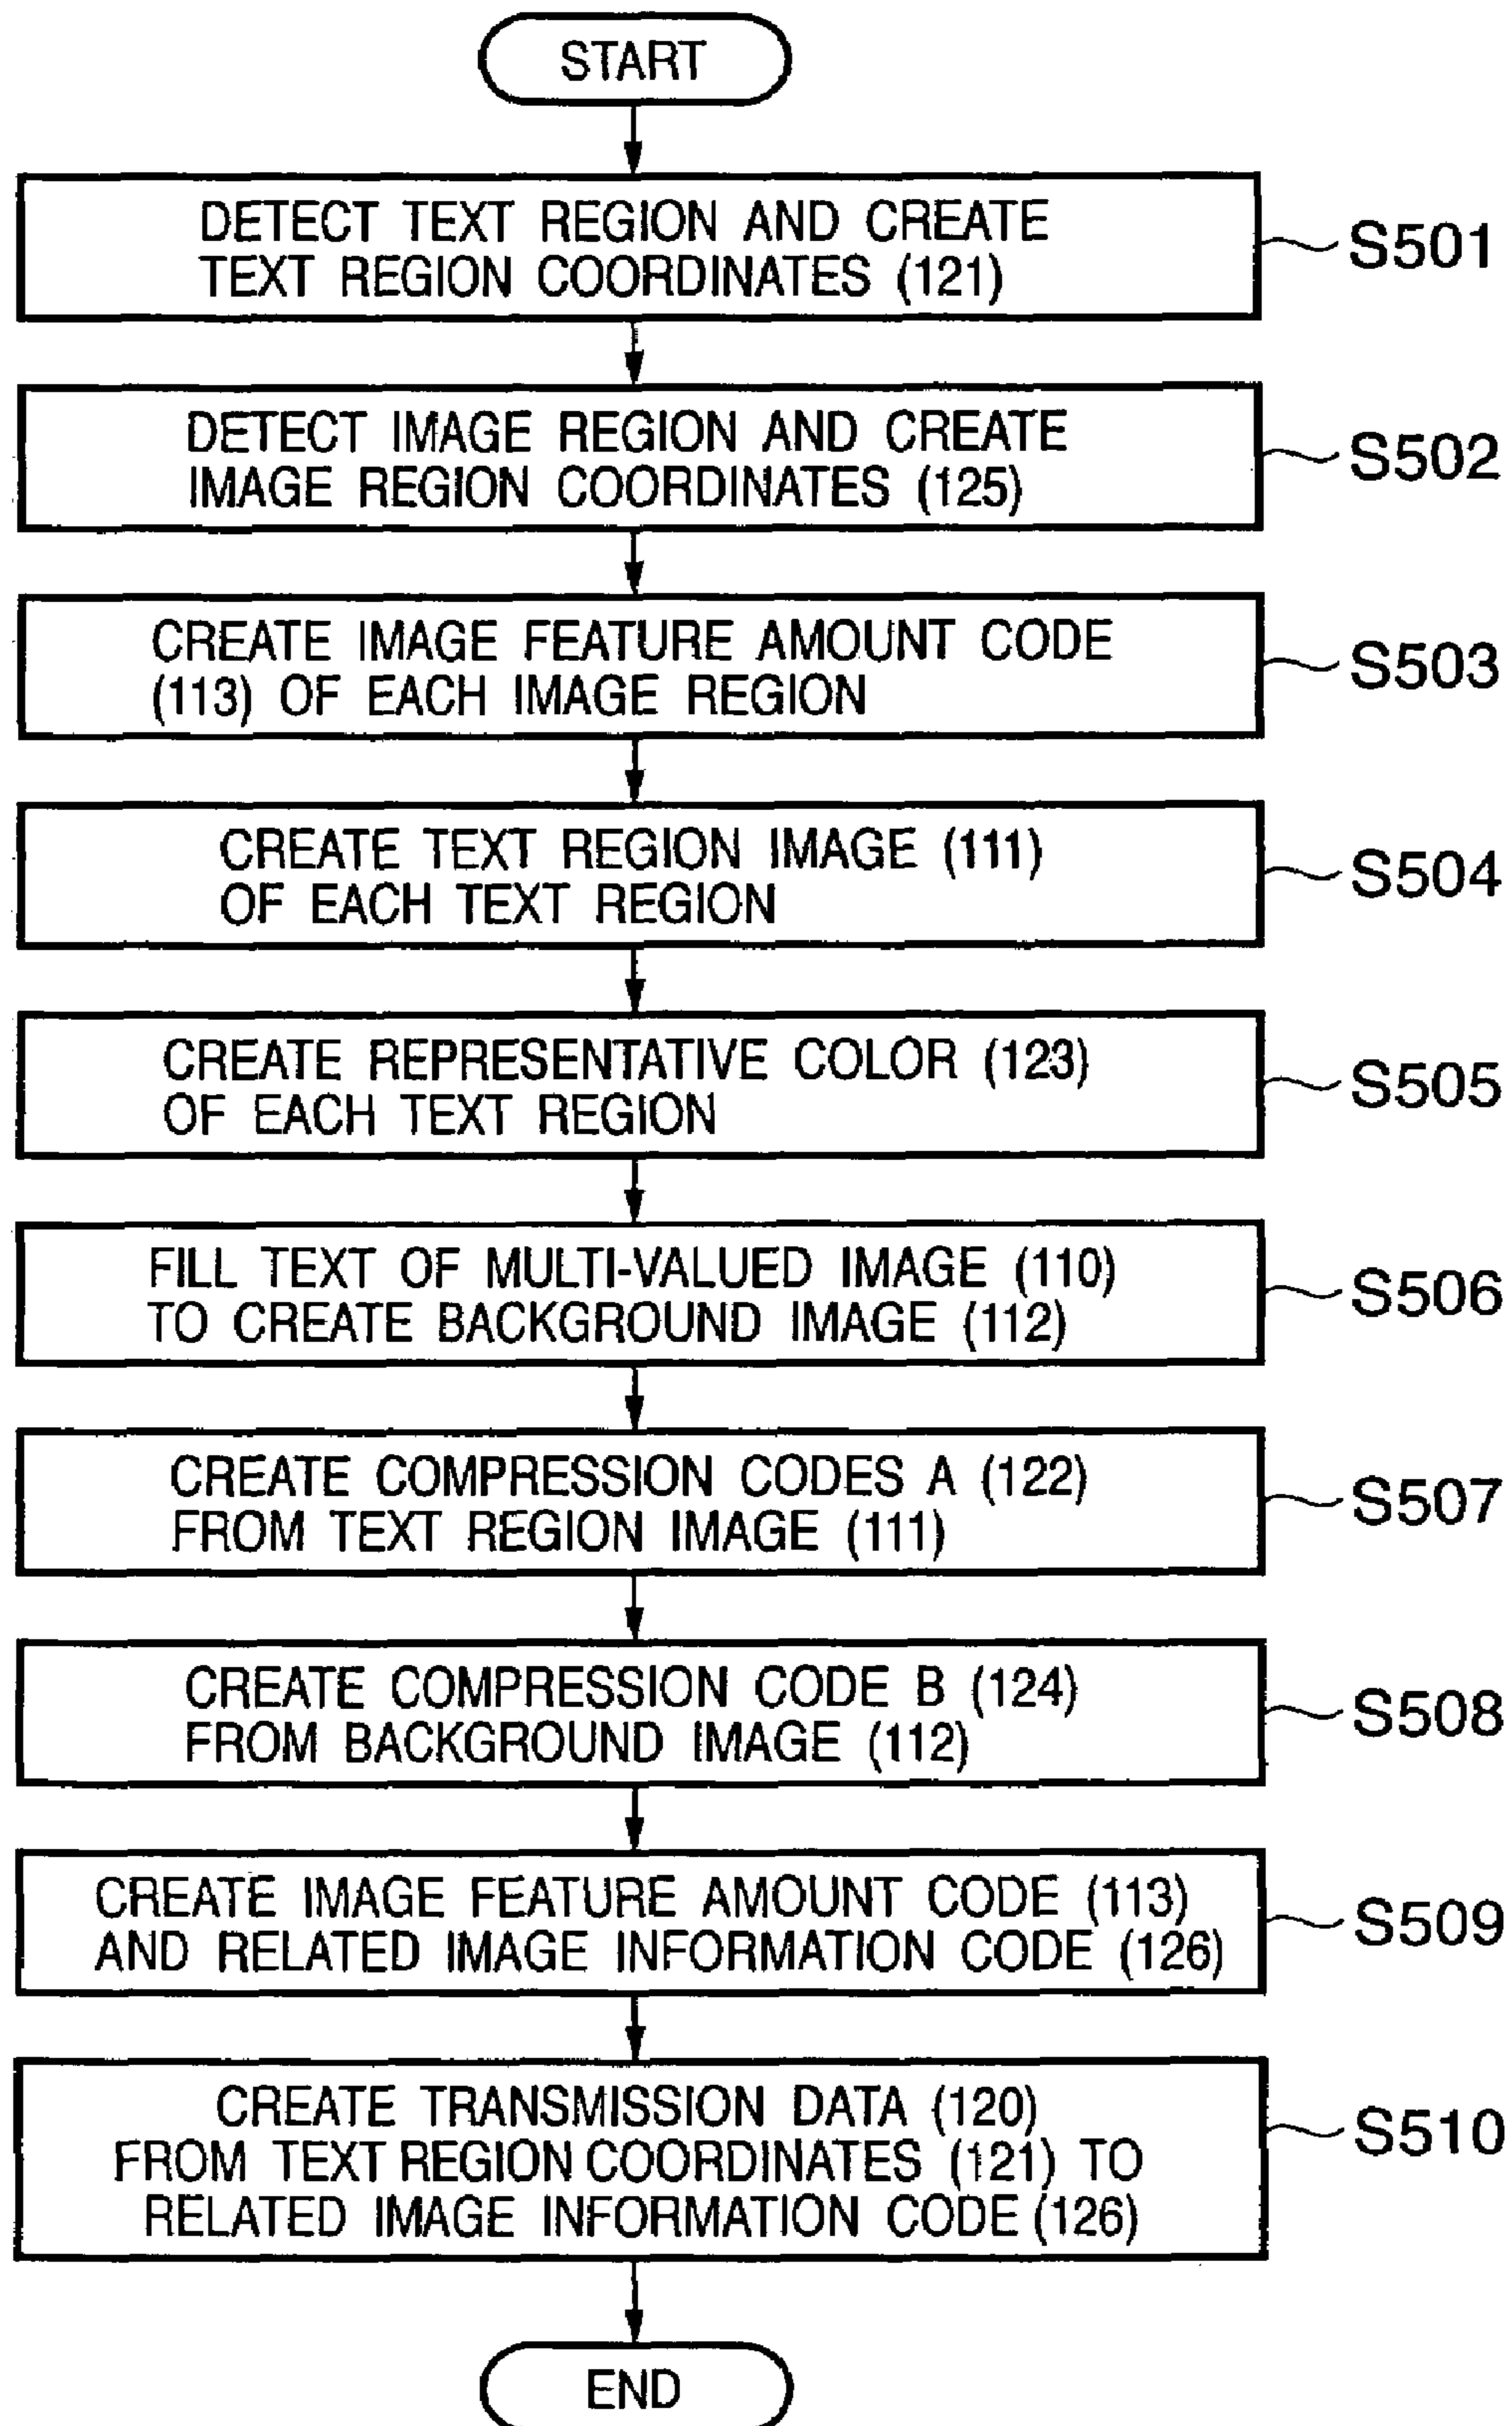 START
DETECT TEXT REGION AND CREATE
TEXT REGION COORDINATES (121)
S501
DETECT IMAGE REGION AND CREATE
IMAGE REGION COORDINATES (125)
S502
CREATE IMAGE FEATURE AMOUNT CODE
(113) OF EACH IMAGE REGION
S503
CREATE TEXT REGION IMAGE (111)
OF EACH TEXT REGION
S504
CREATE REPRESENTATIVE COLOR (123)
OF EACH TEXT REGION
S505
FILL TEXT OF MULTI-VALUED IMAGE (110)
TO CREATE BACKGROUND IMAGE (112)
S506
CREATE COMPRESSION CODES A (122)
FROM TEXT REGION IMAGE (111)
S507
CREATE COMPRESSION CODE B (124)
FROM BACKGROUND IMAGE (112)
S508
CREATE IMAGE FEATURE AMOUNT CODE (113)
AND RELATED IMAGE INFORMATION CODE (126)
S509
CREATE TRANSMISSION DATA (120)
FROM TEXT REGION COORDINATES (121) TO
RELATED IMAGE INFORMATION CODE (126)
S510
END